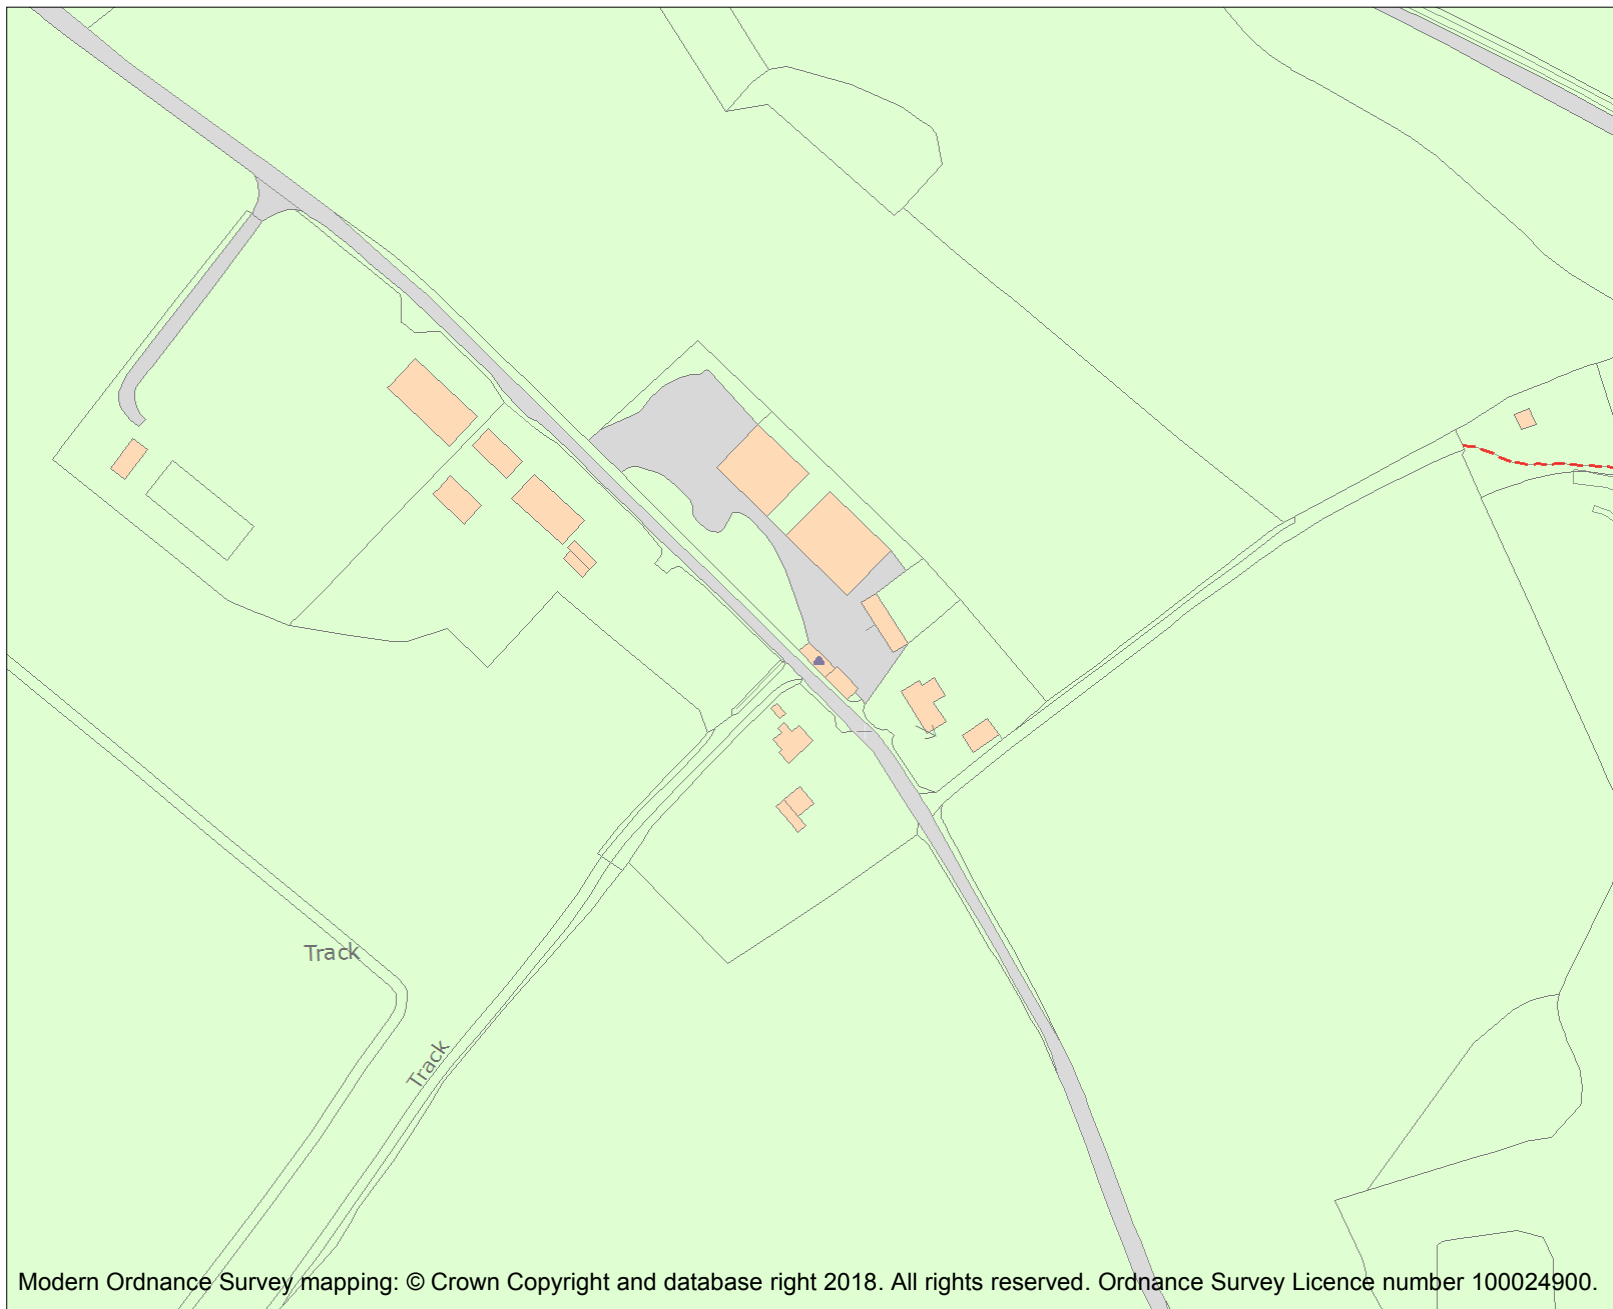 Track
Track
Modern Ordnance Survey mapping: © Crown Copyright and database right 2018. All rights reserved. Ordnance Survey Licence number 100024900.